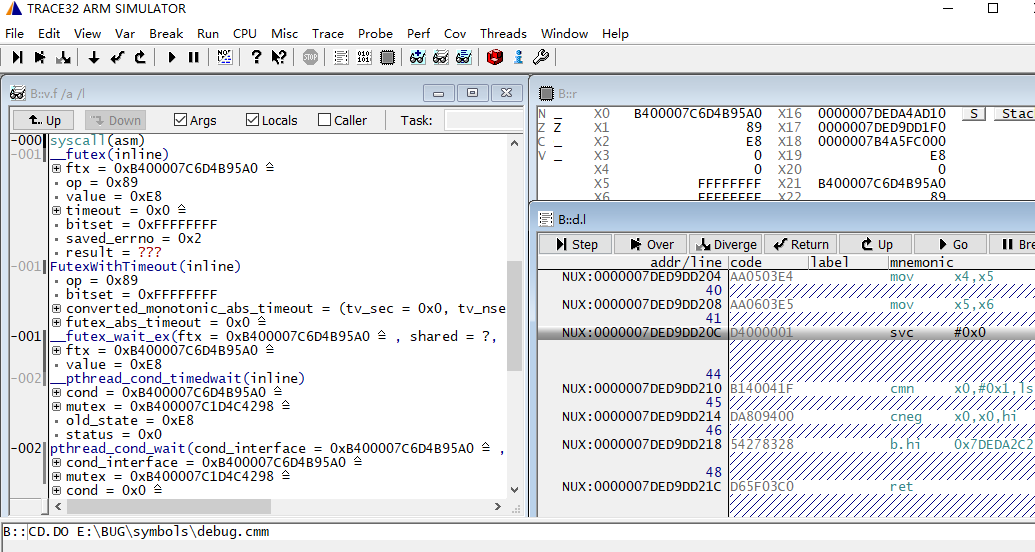 TRACE32 ARM SIMULATOR
File Edit View Var Break Run CPU Misc Trace Probe Perf Cov Threads Window Help
B::v.f /a /l
Up Down Args Locals Caller Task:
-000 syscall(asm)
-001 __futex(inline)
ftx = 0xB400007C6D4B95A0
op = 0x89
value = 0xE8
timeout = 0x0
bitset = 0xFFFFFFFF
saved_errno = 0x2
result = ???
-001 FutexWithTimeout(inline)
op = 0x89
bitset = 0xFFFFFFFF
converted_monotonic_abs_timeout = (tv_sec = 0x0, tv_nse
futex_abs_timeout = 0x0
-001 __futex_wait_ex(ftx = 0xB400007C6D4B95A0 , shared = ?,
ftx = 0xB400007C6D4B95A0
value = 0xE8
-002 __pthread_cond_timedwait(inline)
cond = 0xB400007C6D4B95A0
mutex = 0xB400007C1D4C4298
old_state = 0xE8
status = 0x0
-002 pthread_cond_wait(cond_interface = 0xB400007C6D4B95A0 ,
cond_interface = 0xB400007C6D4B95A0
mutex = 0xB400007C1D4C4298
cond = 0x0
B::r
N _ X0 B400007C6D4B95A0 X16 0000007DEDA4AD10 S Stac
Z Z X1 89 X17 0000007DED9DD1F0
C _ X2 E8 X18 0000007B4A5FC000
V _ X3 0 X19 E8
X4 0 X20 0
X5 FFFFFFFF X21 B400007C6D4B95A0
X6 FFFFFFFF X22 89
B::d.l
Step Over Diverge Return Up Go Bre
addr/line code label mnemonic
NUX:0000007DED9DD204 AA0503E4 mov x4,x5
40
NUX:0000007DED9DD208 AA0603E5 mov x5,x6
41
NUX:0000007DED9DD20C D4000001 svc #0x0
44
NUX:0000007DED9DD210 B140041F cmn x0,#0x1,ls
45
NUX:0000007DED9DD214 DA809400 cneg x0,x0,hi
46
NUX:0000007DED9DD218 54278328 b.hi 0x7DEDA2C2
48
NUX:0000007DED9DD21C D65F03C0 ret
B::CD.DO E:\BUG\symbols\debug.cmm